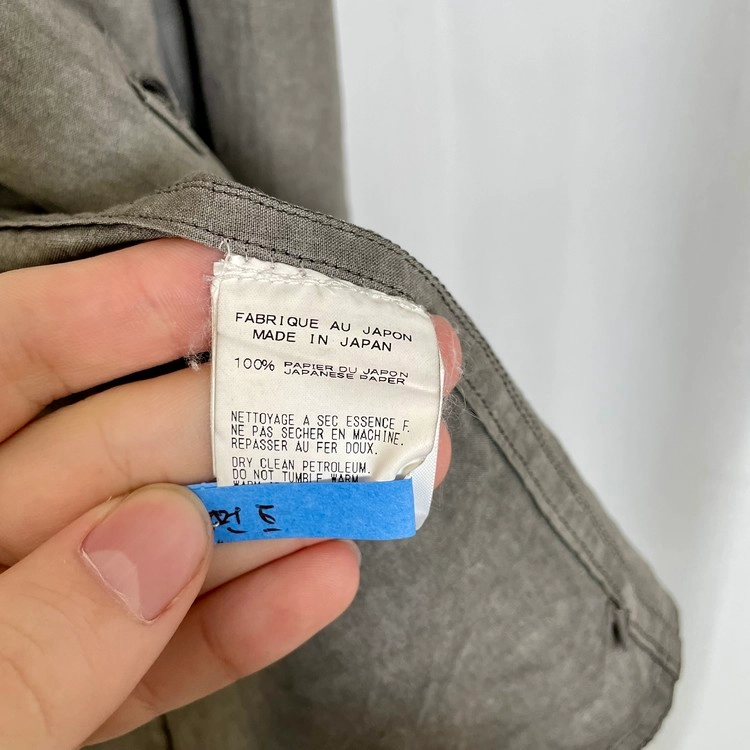 FABRIQUE AU JAPON
MADE IN JAPAN
100% PAPIER DU JAPON
JAPANESE PAPER
NETTOYAGE A SEC ESSENCE F.
NE PAS SECHER EN MACHINE.
REPASSER AU FER DOUX.
DRY CLEAN PETROLEUM.
DO NOT TUMBLE WARM